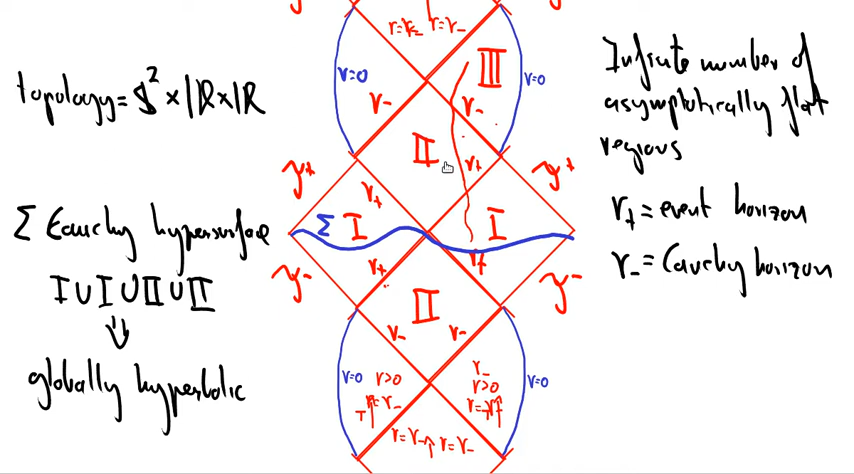 topology = S² × ℝ × ℝ
Σ Cauchy hypersurface
I ∪ I ∪ II ∪ II
⇓
globally hyperbolic
r=r₋ r=r₋
III
r=0
r=0
r₋
r₋
II
r₊
r₊
𝒥⁺
𝒥⁺
Σ
I
I
r₊
r₊
𝒥⁻
𝒥⁻
II
r₋
r₋
r=0
r>0
r=r₋
r₋
r>0
r=0
r=r₋ r=r₋
Infinite number of
asymptotically flat
regions
r₊ = event horizon
r₋ = Cauchy horizon